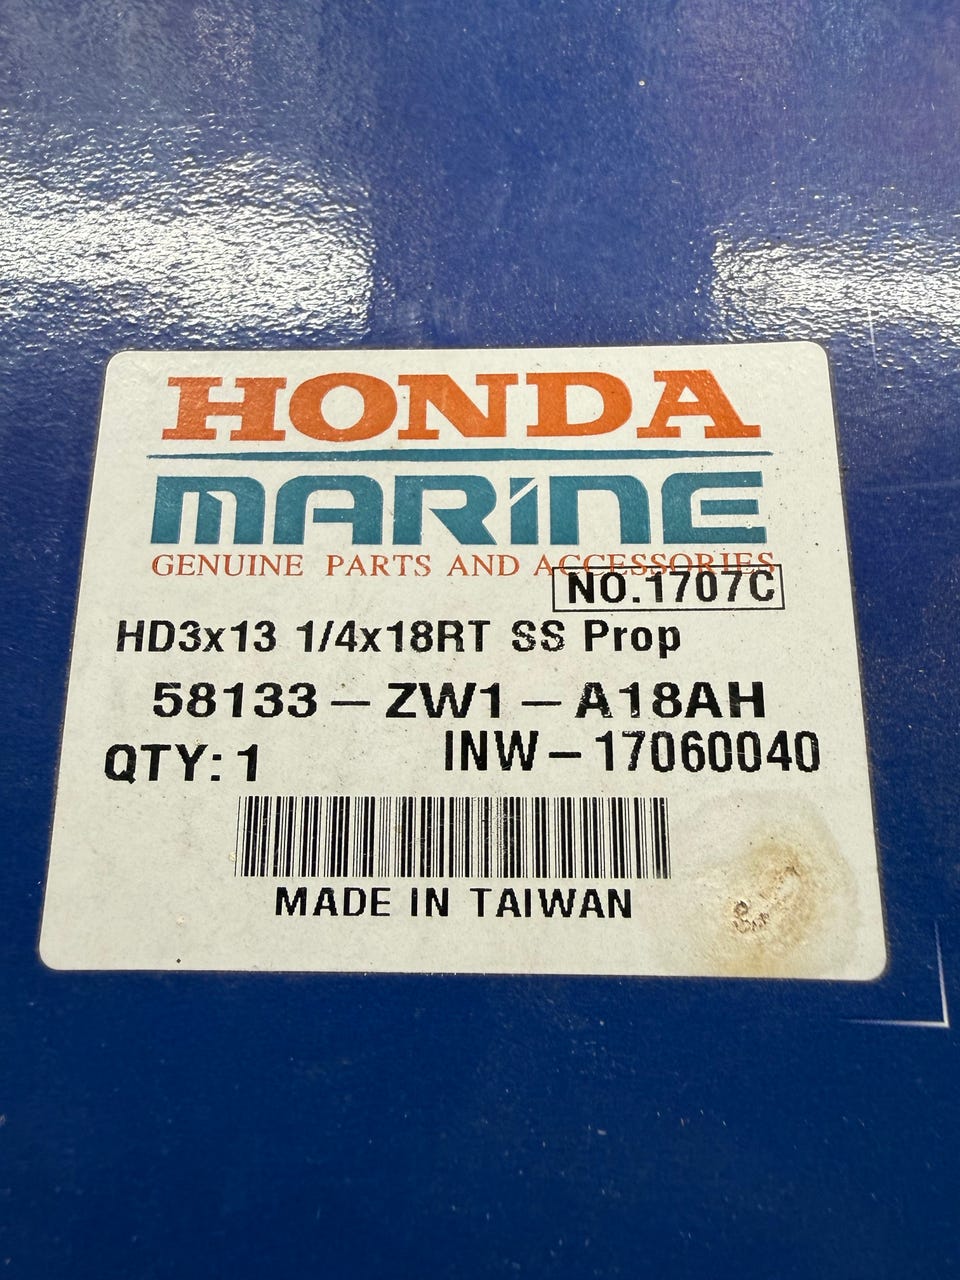 HONDA
MARINE
GENUINE PARTS AND ACCESSORIES
NO.1707C
HD3x13 1/4x18RT SS Prop
58133-ZW1-A18AH
QTY: 1 INW-17060040
MADE IN TAIWAN